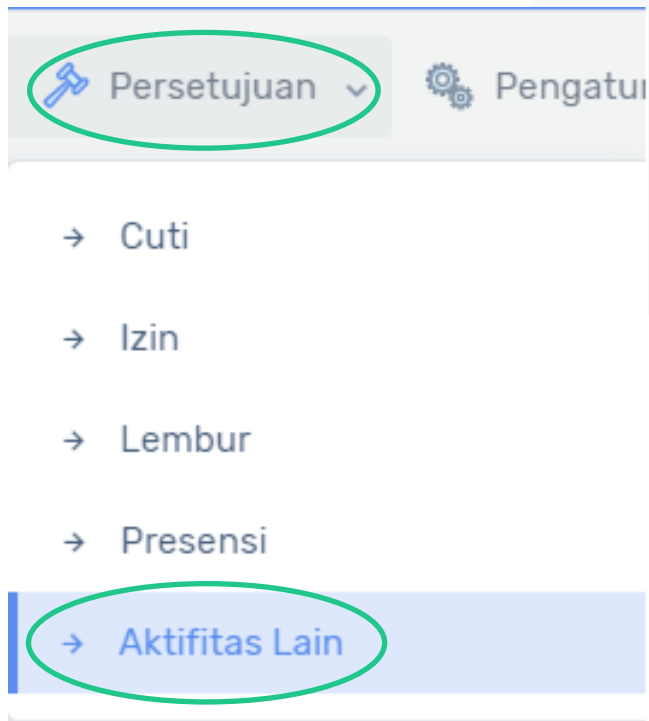 Persetujuan Pengatur
Cuti
Izin
Lembur
Presensi
Aktifitas Lain